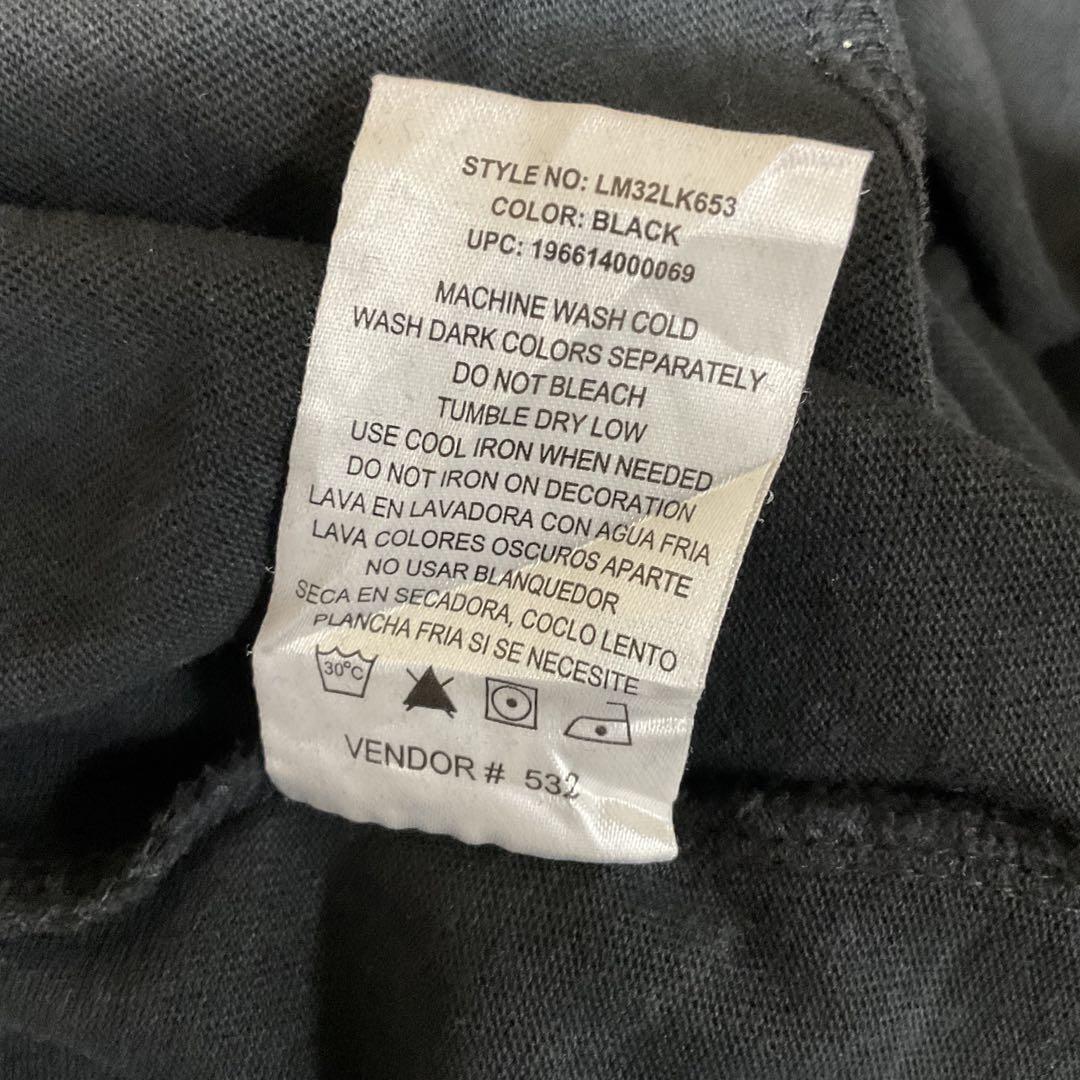 STYLE NO: LM32LK653
COLOR: BLACK
UPC: 196614000069
MACHINE WASH COLD
WASH DARK COLORS SEPARATELY
DO NOT BLEACH
TUMBLE DRY LOW
USE COOL IRON WHEN NEEDED
DO NOT IRON ON DECORATION
LAVA EN LAVADORA CON AGUA FRIA
LAVA COLORES OSCUROS APARTE
NO USAR BLANQUEDOR
SECA EN SECADORA, COCLO LENTO
PLANCHA FRIA SI SE NECESITE
30°C
VENDOR # 532